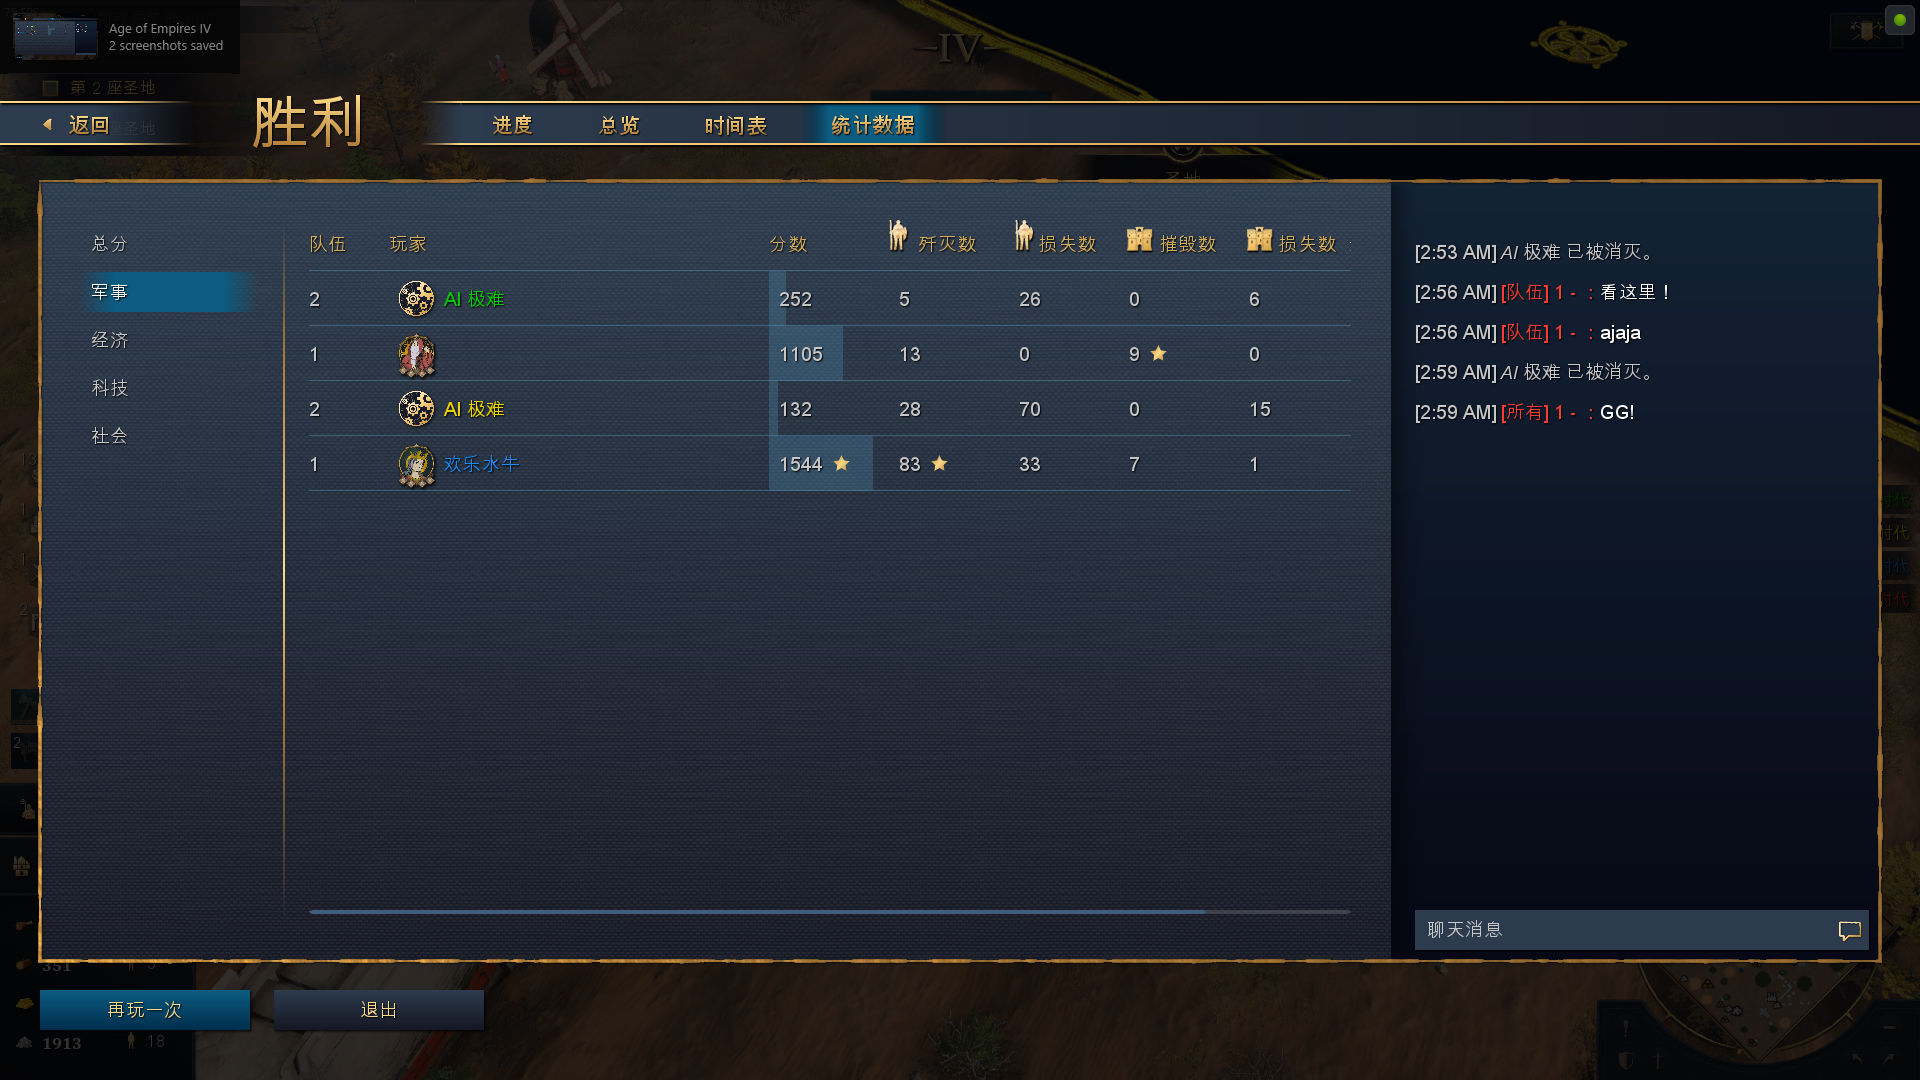 Age of Empires IV
2 screenshots saved
IV
第 2 座圣地
返回
胜利
进度
总览
时间表
统计数据
总分
军事
经济
科技
社会
队伍 玩家 分数 歼灭数 损失数 摧毁数 损失数
2 AI 极难 252 5 26 0 6
1 1105 13 0 9 0
2 AI 极难 132 28 70 0 15
1 欢乐水牛 1544 83 33 7 1
[2:53 AM] AI 极难 已被消灭。
[2:56 AM] [队伍] 1 - ：看这里！
[2:56 AM] [队伍] 1 - ：ajaja
[2:59 AM] AI 极难 已被消灭。
[2:59 AM] [所有] 1 - ：GG!
聊天消息
351
再玩一次
退出
1913 18